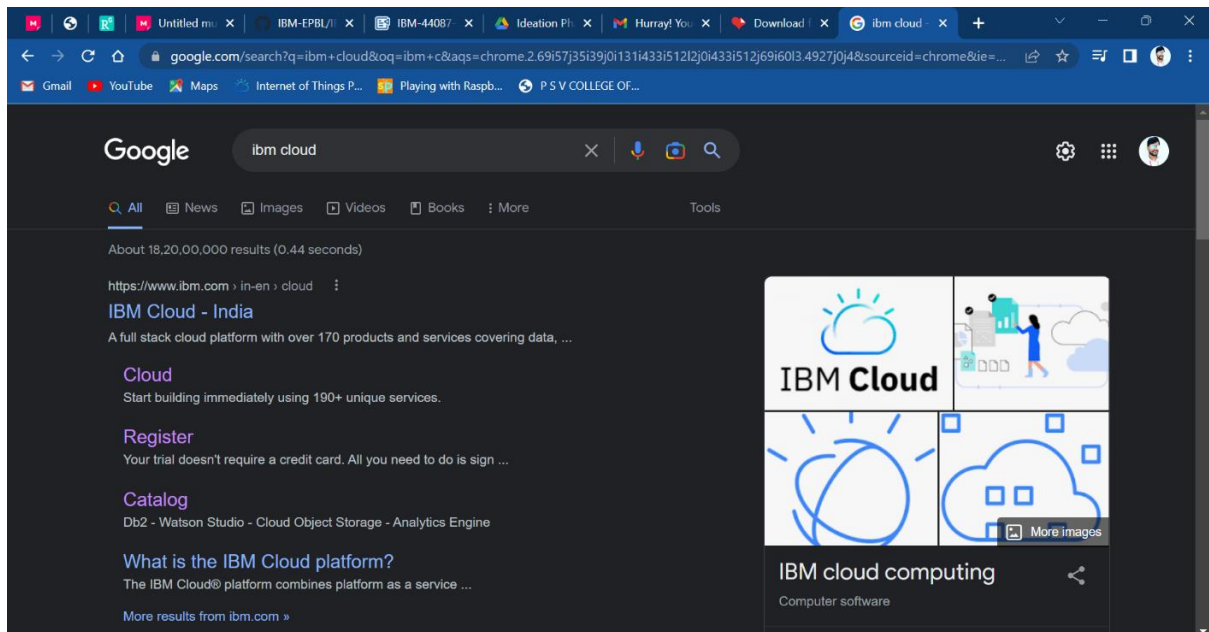 Untitled mu
IBM-EPBL/I
IBM-44087-
Ideation Ph
Hurray! You
Download f
ibm cloud -
google.com/search?q=ibm+cloud&oq=ibm+c&aqs=chrome.2.69i57j35i39j0i131i433i512l2j0i433i512j69i60l3.4927j0j4&sourceid=chrome&ie=...
Gmail YouTube Maps Internet of Things P... Playing with Raspb... P S V COLLEGE OF...
Google
ibm cloud
All News Images Videos Books More Tools
About 18,20,00,000 results (0.44 seconds)
https://www.ibm.com › in-en › cloud
IBM Cloud - India
A full stack cloud platform with over 170 products and services covering data, ...
Cloud
Start building immediately using 190+ unique services.
Register
Your trial doesn't require a credit card. All you need to do is sign ...
Catalog
Db2 - Watson Studio - Cloud Object Storage - Analytics Engine
What is the IBM Cloud platform?
The IBM Cloud® platform combines platform as a service ...
More results from ibm.com »
IBM Cloud
More images
IBM cloud computing
Computer software